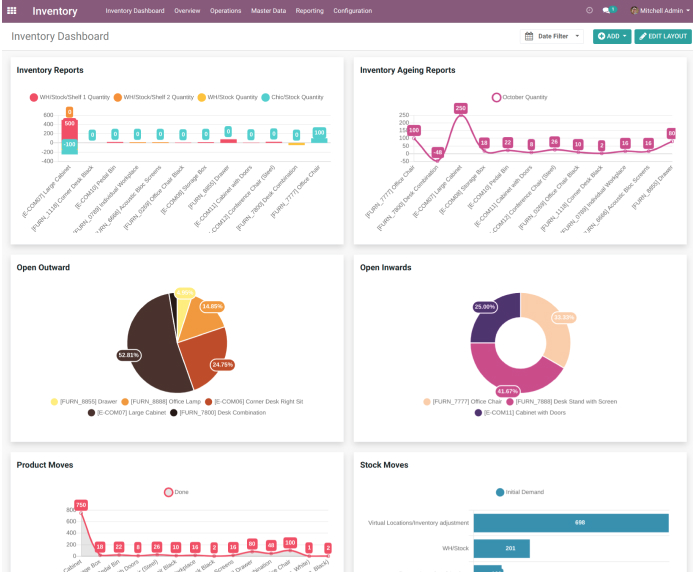 Inventory Inventory Dashboard Overview Operations Master Data Reporting Configuration Mitchell Admin
Inventory Dashboard Date Filter ADD EDIT LAYOUT
Inventory Reports
WH/Stock/Shelf 1 Quantity WH/Stock/Shelf 2 Quantity WH/Stock Quantity Chic/Stock Quantity
600
400
200
0
-200
-400
0
500
-100
0 0 0 0 0 0 0 0 0 0 100
[E-COM07] Large Cabinet
[FURN_1118] Corner Desk Black
[E-COM10] Pedal Bin
[FURN_0789] Individual Workplace
[FURN_6666] Acoustic Bloc Screens
[FURN_0269] Office Chair Black
[E-COM08] Storage Box
[FURN_8855] Drawer
[E-COM11] Cabinet with Doors
[E-COM12] Conference Chair (Steel)
[FURN_7800] Desk Combination
[FURN_7777] Office Chair
Inventory Ageing Reports
October Quantity
250
200
150
100
50
0
-50
100 -48 250 18 22 8 26 10 2 16 16 80
[FURN_7777] Office Chair
[FURN_7800] Desk Combination
[E-COM07] Large Cabinet
[E-COM08] Storage Box
[E-COM10] Pedal Bin
[E-COM11] Cabinet with Doors
[E-COM12] Conference Chair (Steel)
[FURN_0269] Office Chair Black
[FURN_1118] Corner Desk Black
[FURN_0789] Individual Workplace
[FURN_6666] Acoustic Bloc Screens
[FURN_8855] Drawer
Open Outward
14.85%
24.75%
52.81%
[FURN_8855] Drawer [FURN_8888] Office Lamp [E-COM06] Corner Desk Right Sit
[E-COM07] Large Cabinet [FURN_7800] Desk Combination
Open Inwards
25.00%
33.33%
41.67%
[FURN_7777] Office Chair [FURN_7888] Desk Stand with Screen
[E-COM11] Cabinet with Doors
Product Moves
Done
800
600
400
200
0
750 18 22 8 26 10 16 2 16 80 48 100 1 2
Stock Moves
Initial Demand
Virtual Locations/Inventory adjustment 698
WH/Stock 201